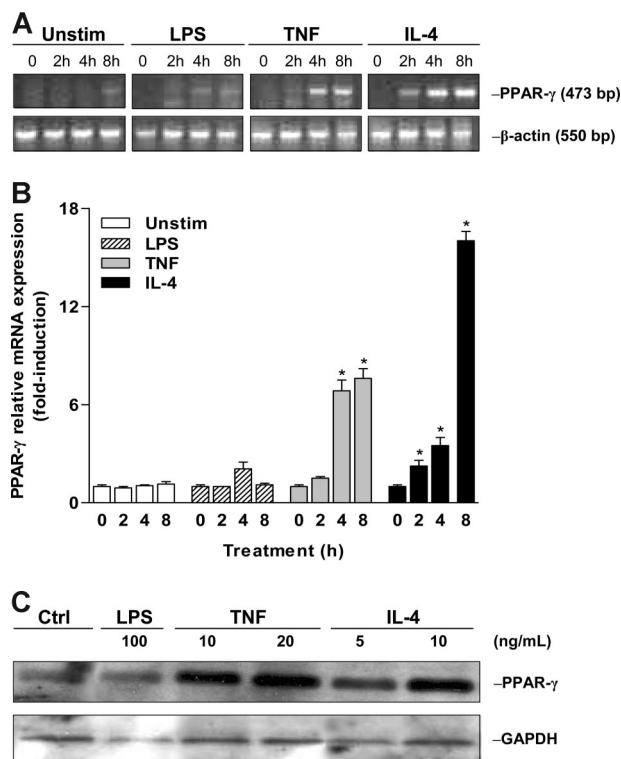 A
Unstim LPS TNF IL-4
0 2h 4h 8h 0 2h 4h 8h 0 2h 4h 8h 0 2h 4h 8h
–PPAR-γ (473 bp)
–β-actin (550 bp)
B
PPAR-γ relative mRNA expression
(fold-induction)
18
12
6
0
Unstim
LPS
TNF
IL-4
*
* *
* *
0 2 4 8 0 2 4 8 0 2 4 8 0 2 4 8
Treatment (h)
C
Ctrl LPS TNF IL-4
100 10 20 5 10 (ng/mL)
–PPAR-γ
–GAPDH